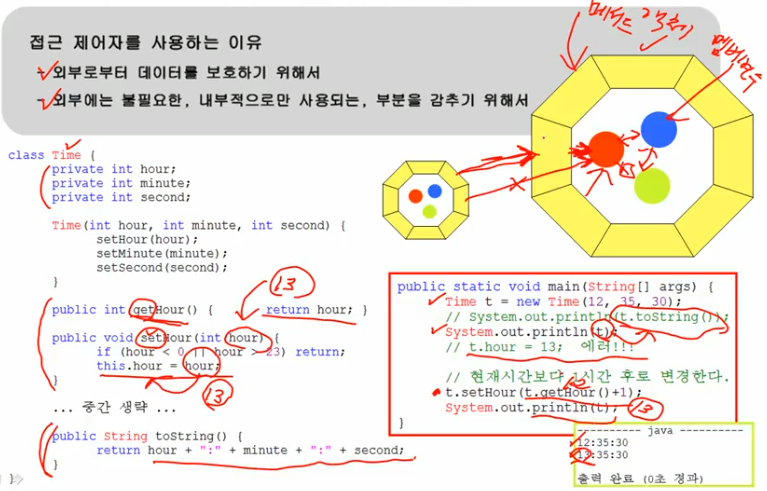 접근 제어자를 사용하는 이유
- 외부로부터 데이터를 보호하기 위해서
- 외부에는 불필요한, 내부적으로만 사용되는, 부분을 감추기 위해서
메서드
객체
멤버변수
class Time {
private int hour;
private int minute;
private int second;
Time(int hour, int minute, int second) {
setHour(hour);
setMinute(minute);
setSecond(second);
}
13
public int getHour() { return hour; }
public void setHour(int hour) {
if (hour < 0 || hour > 23) return;
this.hour = hour;
}
13
... 중간 생략 ...
public String toString() {
return hour + ":" + minute + ":" + second;
}
}
public static void main(String[] args) {
Time t = new Time(12, 35, 30);
// System.out.println(t.toString());
System.out.println(t);
// t.hour = 13; 에러!!!
// 현재시간보다 1시간 후로 변경한다.
12
t.setHour(t.getHour()+1);
System.out.println(t);
13
}
---------- java ----------
12:35:30
13:35:30
출력 완료 (0초 경과)